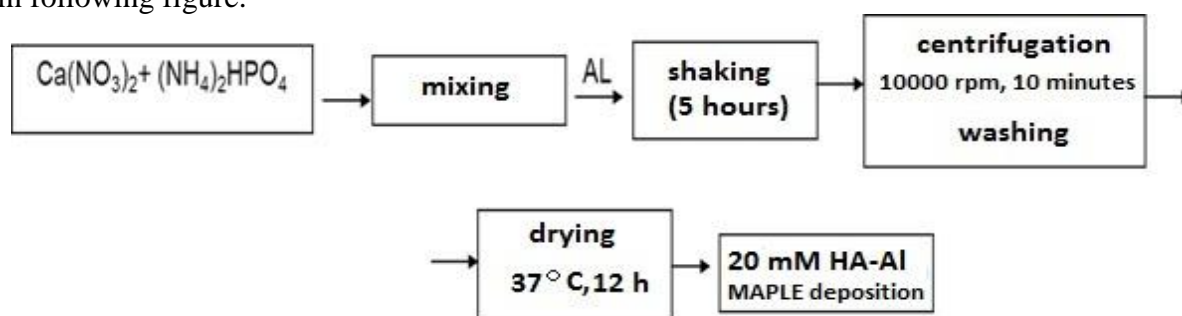 in following figure.
Ca(NO₃)₂+ (NH₄)₂HPO₄
mixing
AL
shaking
(5 hours)
centrifugation
10000 rpm, 10 minutes
washing
drying
37° C,12 h
20 mM HA-Al
MAPLE deposition